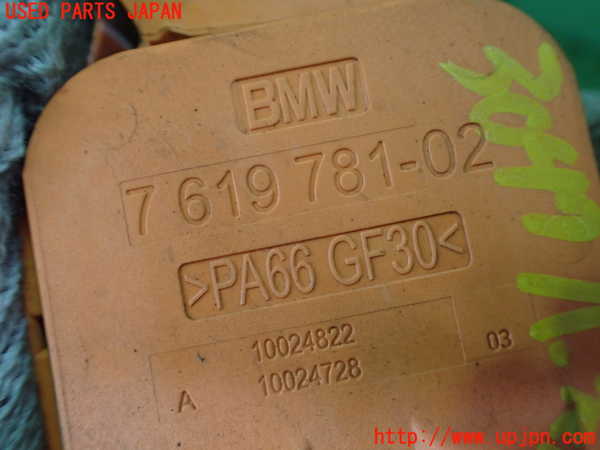 USED PARTS JAPAN
BMW
7 619 781-02
>PA66 GF30<
10024822
03
A 10024728
http://www.upjpn.com